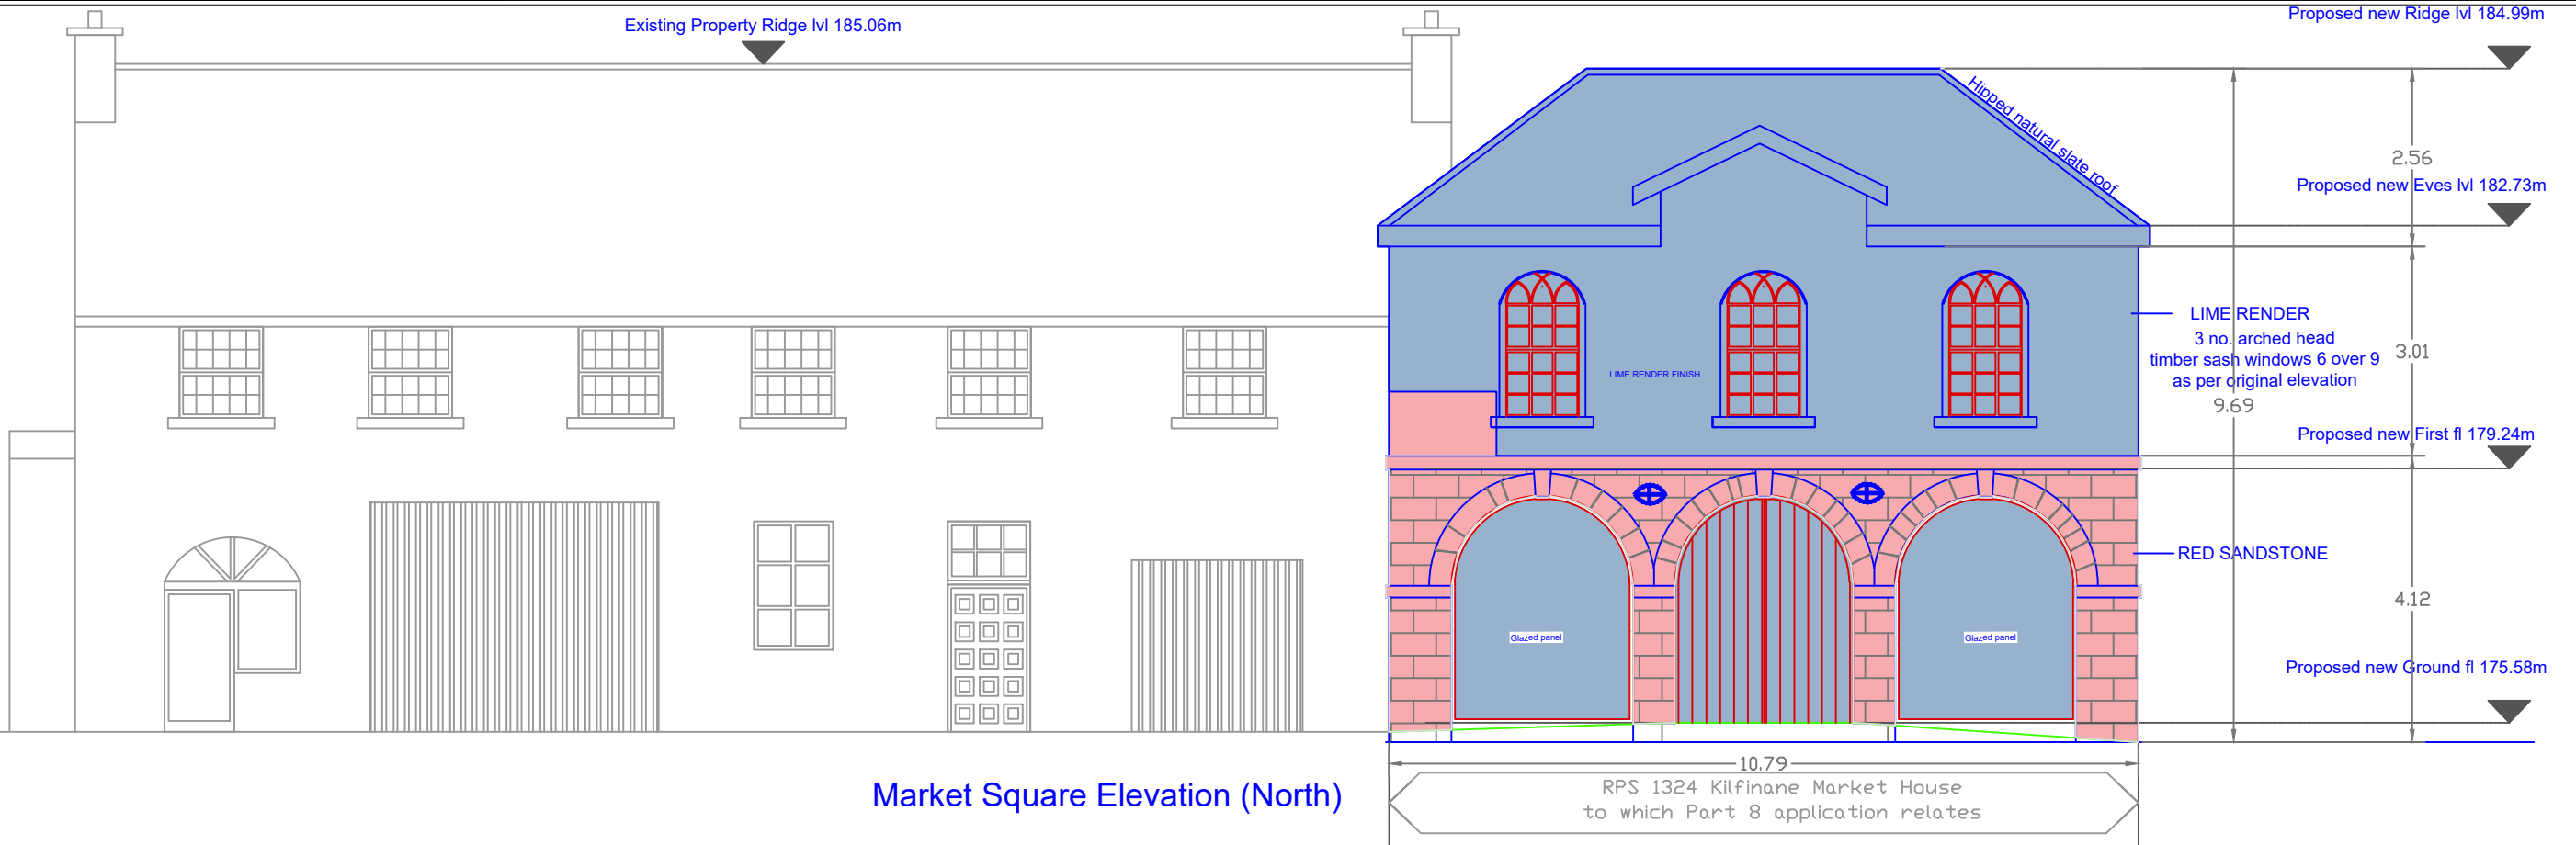 Existing Property Ridge lvl 185.06m
Proposed new Ridge lvl 184.99m
Hipped natural slate roof
2.56
Proposed new Eves lvl 182.73m
LIME RENDER
3 no. arched head
timber sash windows 6 over 9
as per original elevation
3.01
9.69
LIME RENDER FINISH
Proposed new First fl 179.24m
RED SANDSTONE
4.12
Glazed panel
Glazed panel
Proposed new Ground fl 175.58m
10.79
Market Square Elevation (North)
RPS 1324 Kilfinane Market House
to which Part 8 application relates